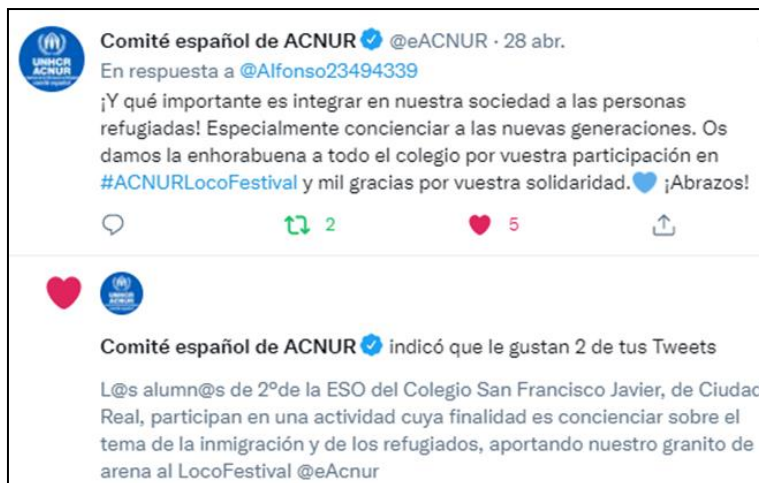 Comité español de ACNUR @eACNUR · 28 abr.
UNHCR
ACNUR
En respuesta a @Alfonso23494339
¡Y qué importante es integrar en nuestra sociedad a las personas
refugiadas! Especialmente concienciar a las nuevas generaciones. Os
damos la enhorabuena a todo el colegio por vuestra participación en
#ACNURLocoFestival y mil gracias por vuestra solidaridad. ¡Abrazos!
2 5
Comité español de ACNUR indicó que le gustan 2 de tus Tweets
L@s alumn@s de 2ºde la ESO del Colegio San Francisco Javier, de Ciudad
Real, participan en una actividad cuya finalidad es concienciar sobre el
tema de la inmigración y de los refugiados, aportando nuestro granito de
arena al LocoFestival @eAcnur